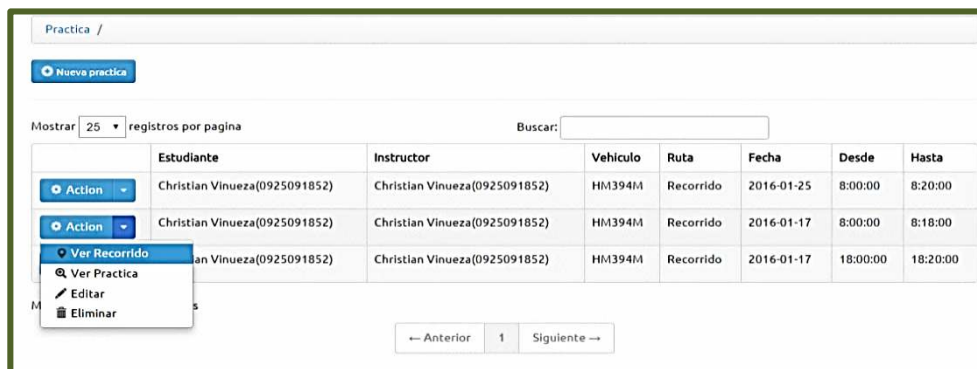 Practica /
Nueva practica
Mostrar 25 registros por pagina Buscar:
Estudiante Instructor Vehiculo Ruta Fecha Desde Hasta
Action Christian Vinueza(0925091852) Christian Vinueza(0925091852) HM394M Recorrido 2016-01-25 8:00:00 8:20:00
Action Christian Vinueza(0925091852) Christian Vinueza(0925091852) HM394M Recorrido 2016-01-17 8:00:00 8:18:00
Ver Recorrido
ian Vinueza(0925091852) Christian Vinueza(0925091852) HM394M Recorrido 2016-01-17 18:00:00 18:20:00
Ver Practica
Editar
M s
Eliminar
← Anterior 1 Siguiente →